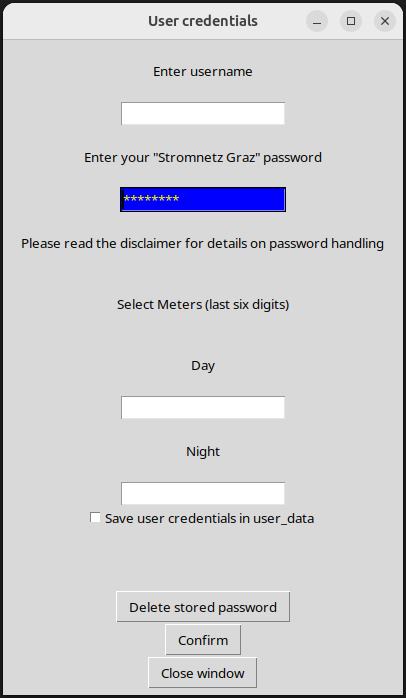 User credentials
Enter username
Enter your "Stromnetz Graz" password
********
Please read the disclaimer for details on password handling
Select Meters (last six digits)
Day
Night
Save user credentials in user_data
Delete stored password
Confirm
Close window